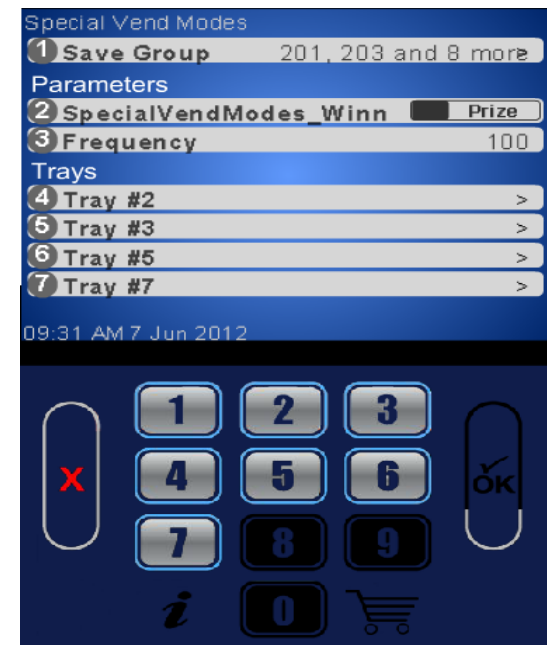 Special Vend Modes
1 Save Group 201, 203 and 8 more>
Parameters
2 SpecialVendModes_Winn Prize
3 Frequency 100
Trays
4 Tray #2 >
5 Tray #3 >
6 Tray #5 >
7 Tray #7 >
09:31 AM 7 Jun 2012
1 2 3
X 4 5 6 OK
7 8 9
i 0